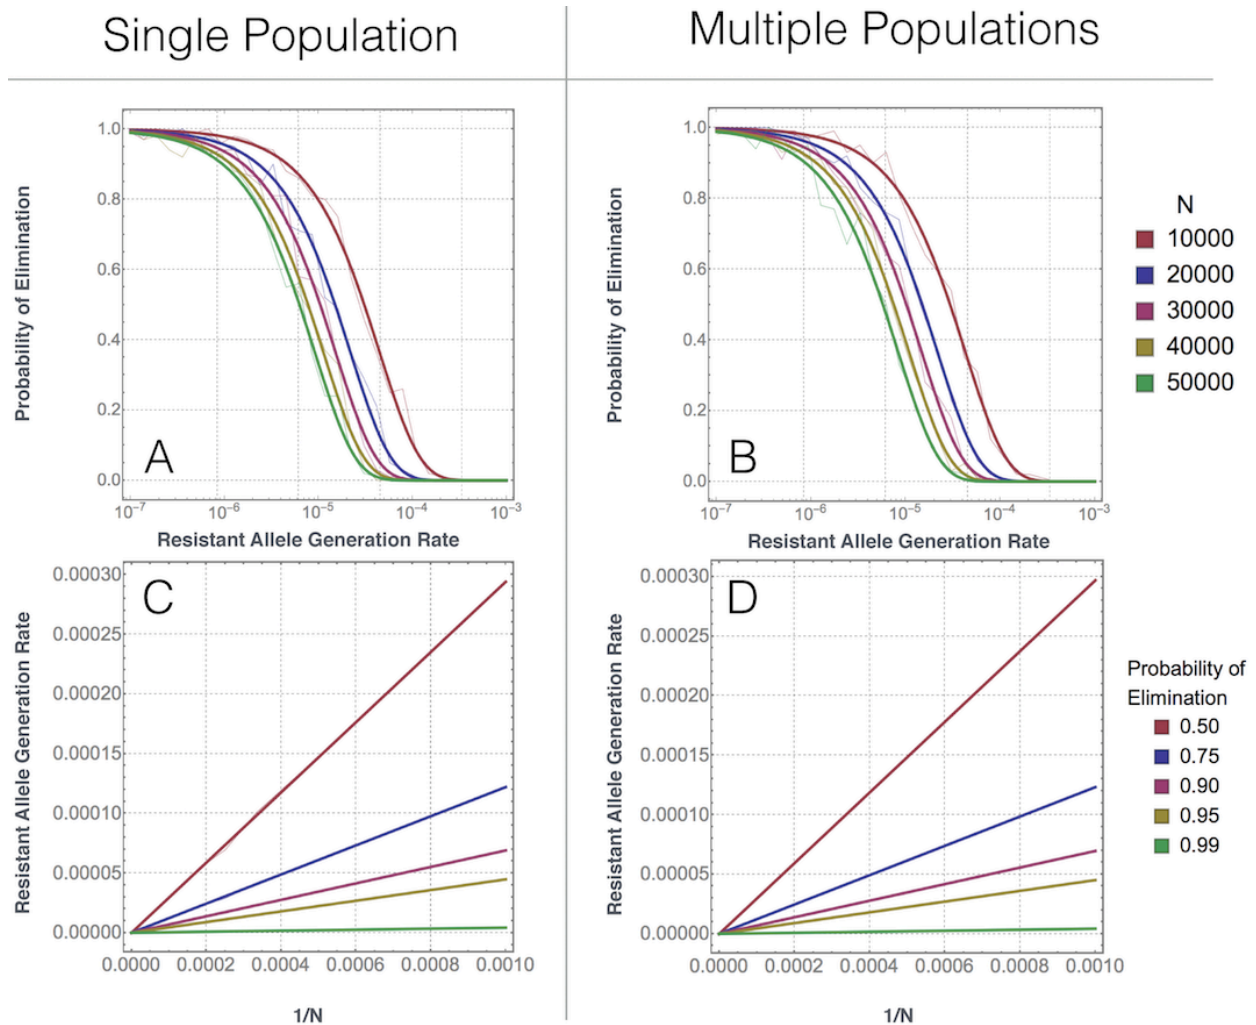 Single Population
Multiple Populations
1.0
0.8
0.6
0.4
0.2
0.0
Probability of Elimination
A
10⁻⁷ 10⁻⁶ 10⁻⁵ 10⁻⁴ 10⁻³
Resistant Allele Generation Rate
1.0
0.8
0.6
0.4
0.2
0.0
Probability of Elimination
B
10⁻⁷ 10⁻⁶ 10⁻⁵ 10⁻⁴ 10⁻³
Resistant Allele Generation Rate
N
10000
20000
30000
40000
50000
0.00030
0.00025
0.00020
0.00015
0.00010
0.00005
0.00000
Resistant Allele Generation Rate
C
0.0000 0.0002 0.0004 0.0006 0.0008 0.0010
1/N
0.00030
0.00025
0.00020
0.00015
0.00010
0.00005
0.00000
Resistant Allele Generation Rate
D
0.0000 0.0002 0.0004 0.0006 0.0008 0.0010
1/N
Probability of
Elimination
0.50
0.75
0.90
0.95
0.99